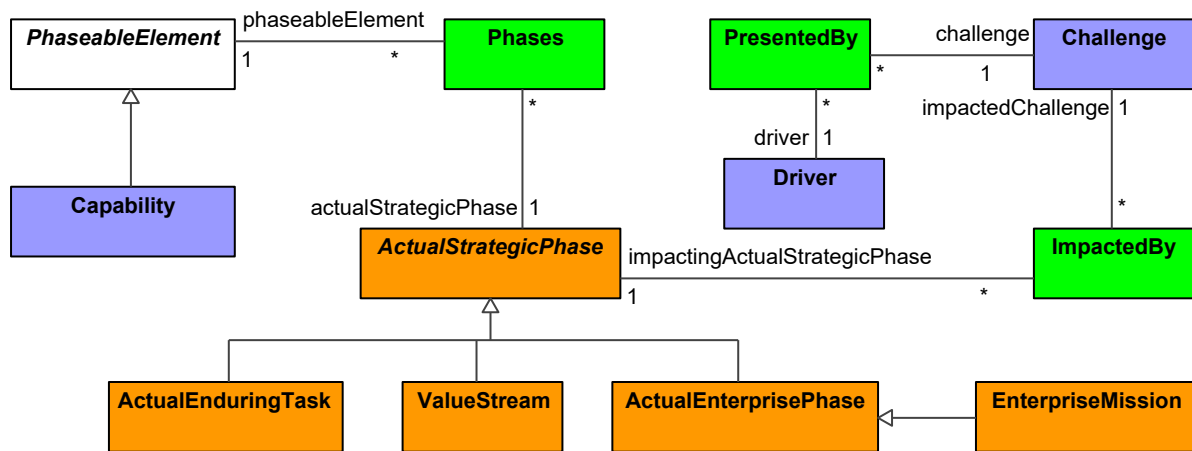 phaseableElement
PhaseableElement
Phases
PresentedBy
challenge
Challenge
1
*
*
1
impactedChallenge
1
*
*
driver
1
Capability
Driver
actualStrategicPhase
1
*
ActualStrategicPhase
impactingActualStrategicPhase
ImpactedBy
1
*
ActualEnduringTask
ValueStream
ActualEnterprisePhase
EnterpriseMission